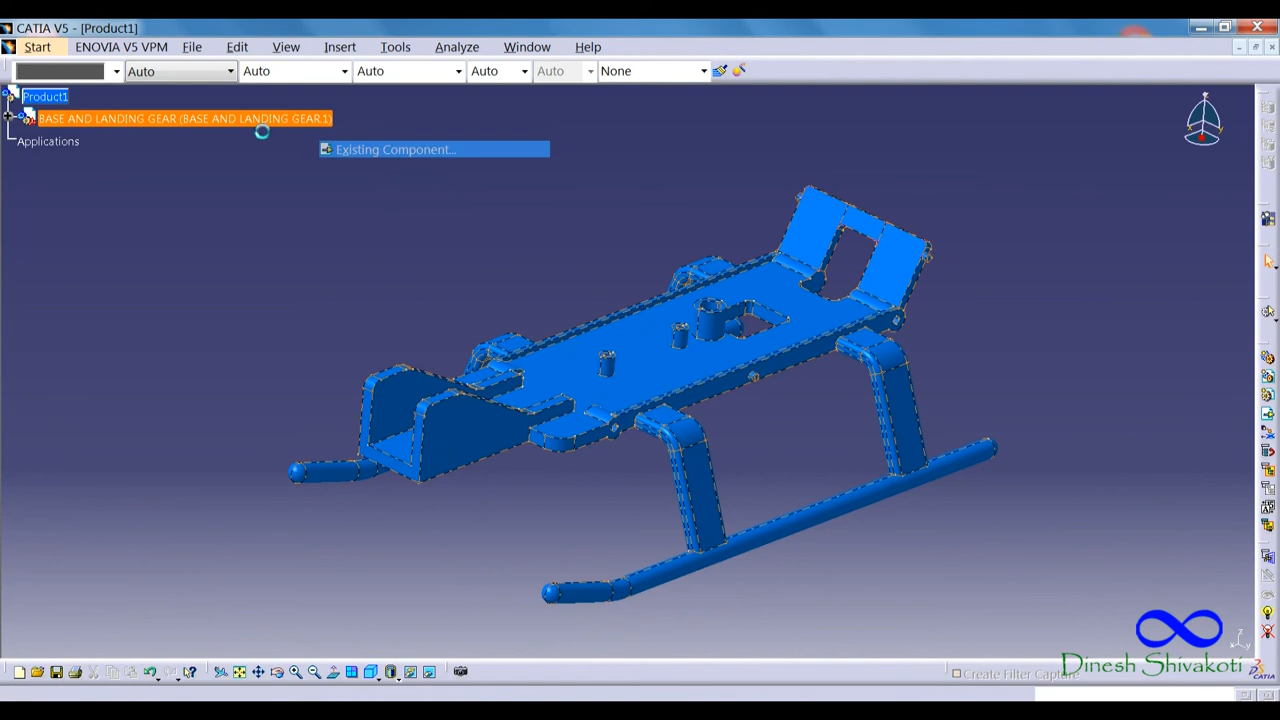 CATIA V5 - [Product1]
Start ENOVIA V5 VPM File Edit View Insert Tools Analyze Window Help
Auto Auto Auto Auto Auto None
Product1
BASE AND LANDING GEAR (BASE AND LANDING GEAR.1)
Applications
Existing Component...
Dinesh Shivakoti
Create Filter Capture
CATIA